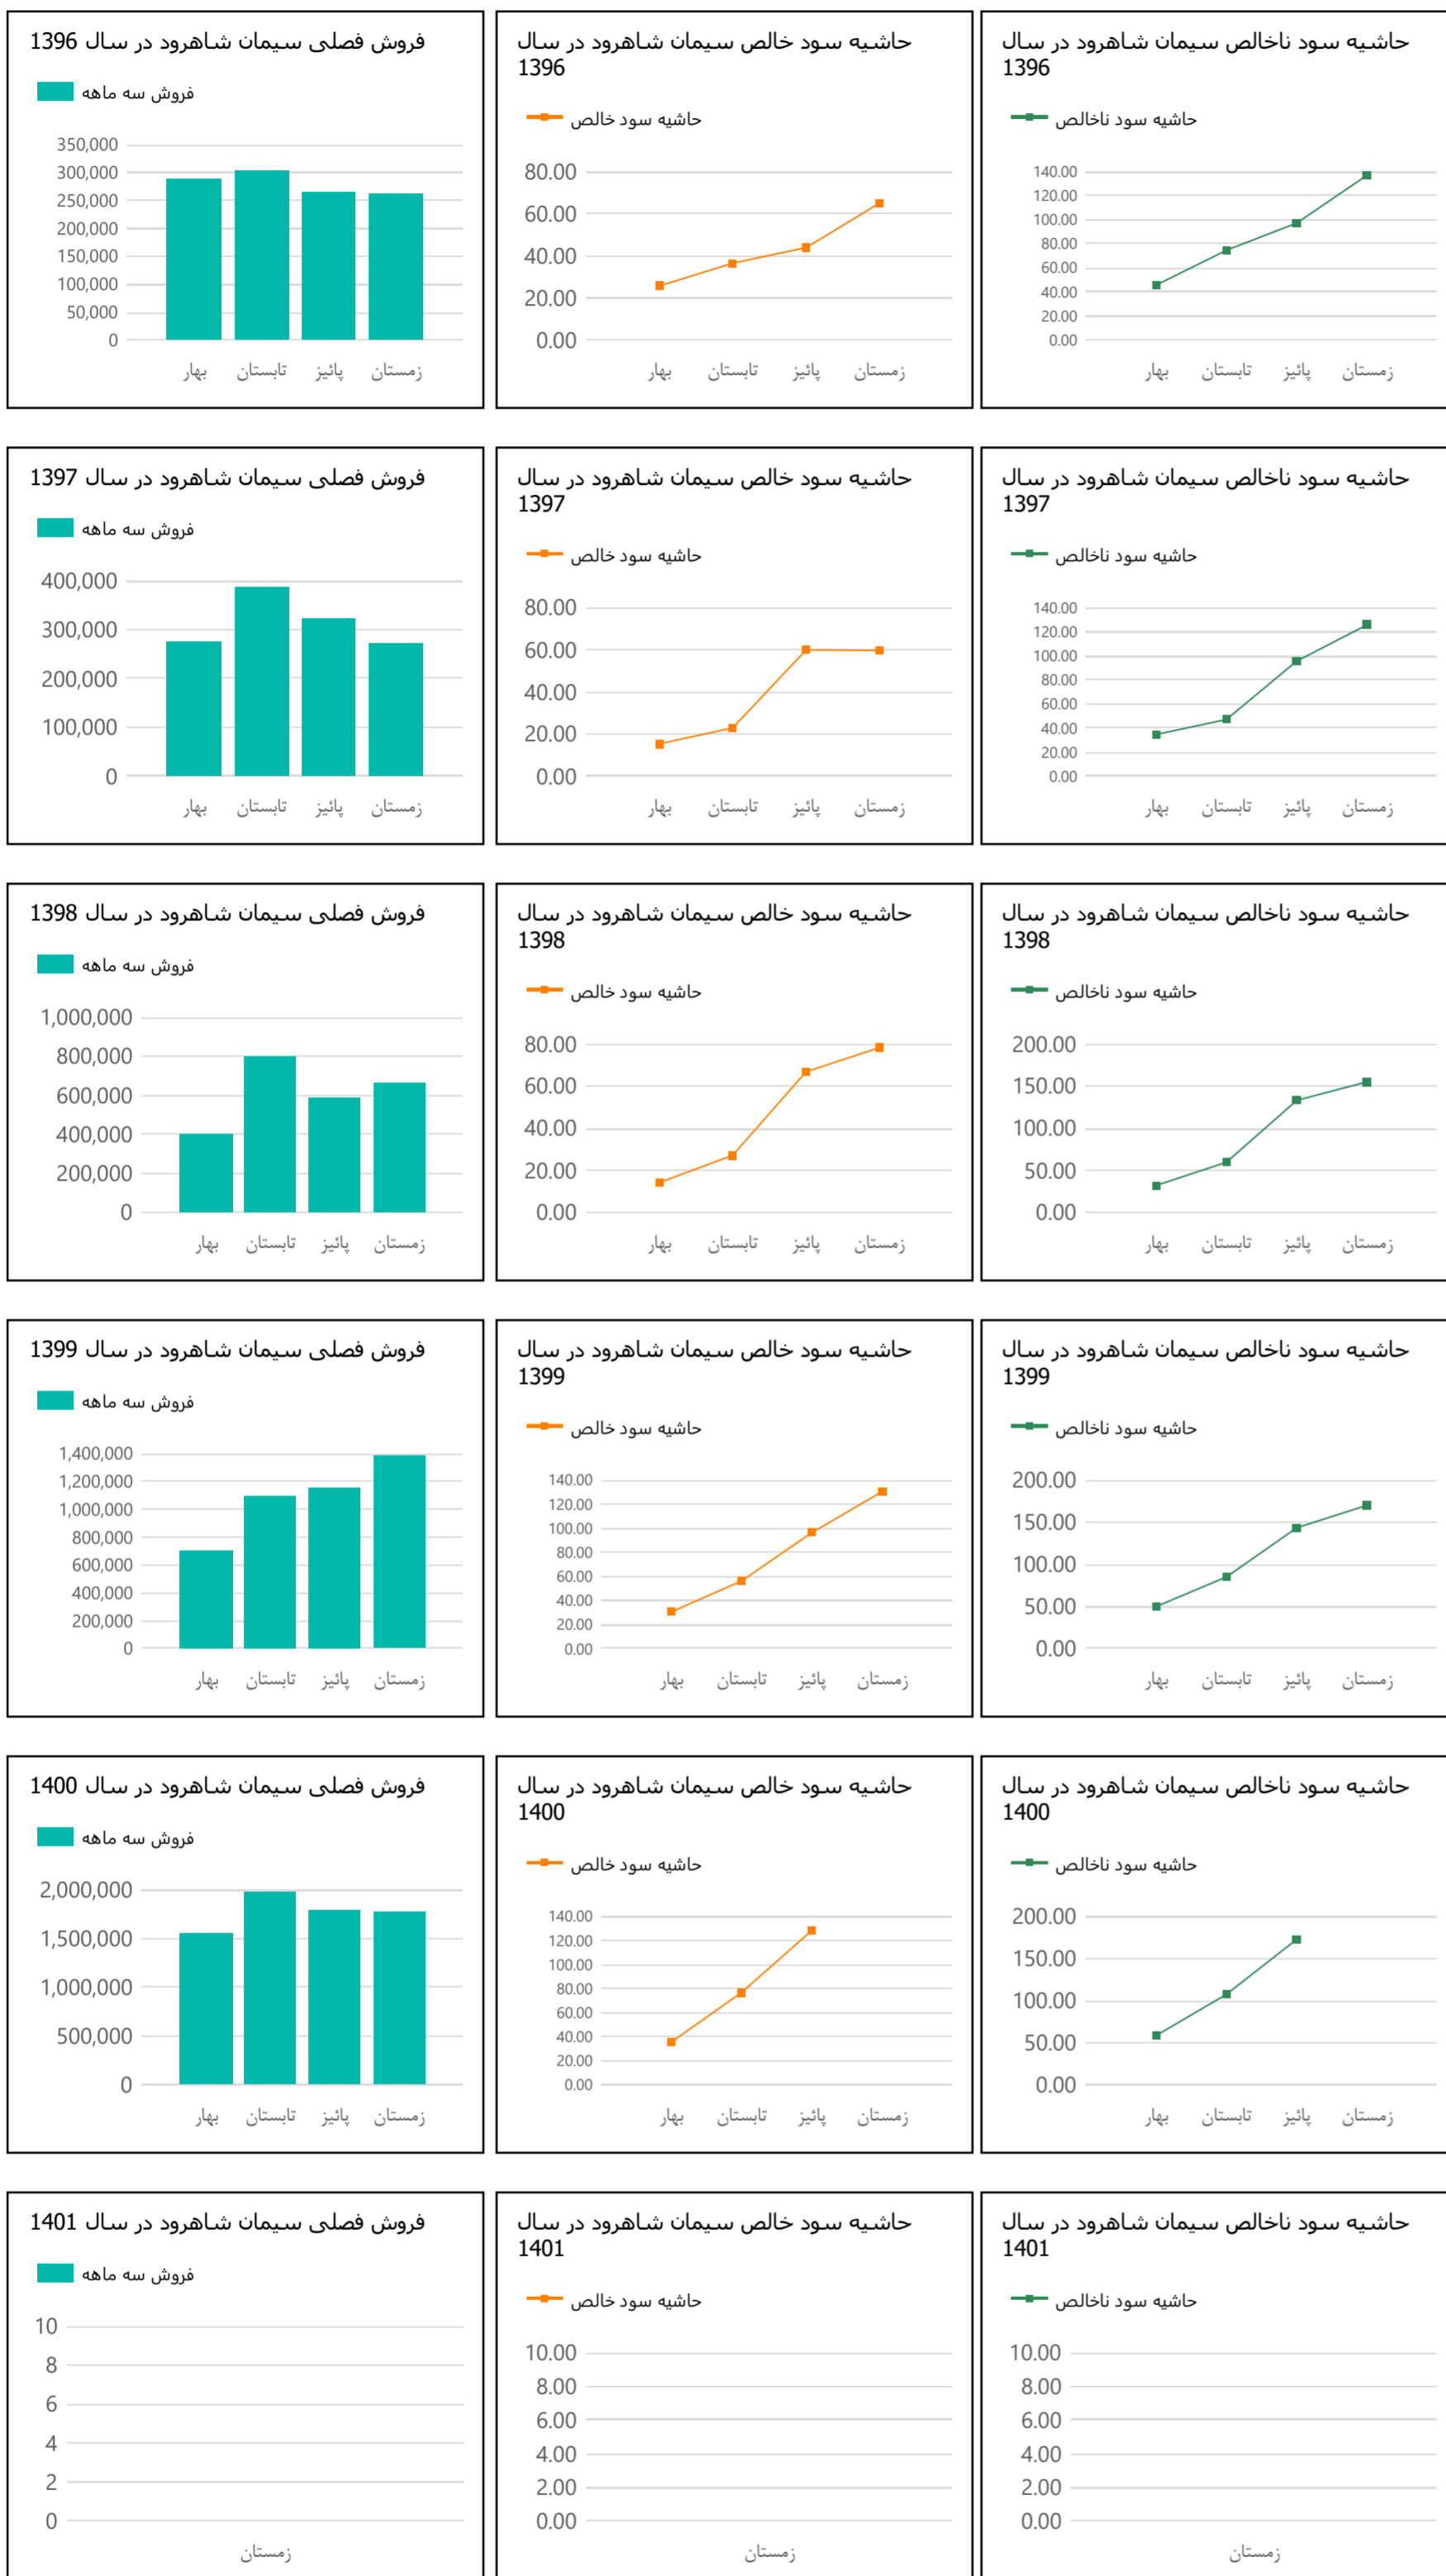 فروش فصلی سیمان شاهرود در سال 1396
فروش سه ماهه
350,000
300,000
250,000
200,000
150,000
100,000
50,000
0
بهار تابستان پائیز زمستان
حاشیه سود خالص سیمان شاهرود در سال
1396
حاشیه سود خالص
80.00
60.00
40.00
20.00
0.00
بهار تابستان پائیز زمستان
حاشیه سود ناخالص سیمان شاهرود در سال
1396
حاشیه سود ناخالص
140.00
120.00
100.00
80.00
60.00
40.00
20.00
0.00
بهار تابستان پائیز زمستان
فروش فصلی سیمان شاهرود در سال 1397
فروش سه ماهه
400,000
300,000
200,000
100,000
0
بهار تابستان پائیز زمستان
حاشیه سود خالص سیمان شاهرود در سال
1397
حاشیه سود خالص
80.00
60.00
40.00
20.00
0.00
بهار تابستان پائیز زمستان
حاشیه سود ناخالص سیمان شاهرود در سال
1397
حاشیه سود ناخالص
140.00
120.00
100.00
80.00
60.00
40.00
20.00
0.00
بهار تابستان پائیز زمستان
فروش فصلی سیمان شاهرود در سال 1398
فروش سه ماهه
1,000,000
800,000
600,000
400,000
200,000
0
بهار تابستان پائیز زمستان
حاشیه سود خالص سیمان شاهرود در سال
1398
حاشیه سود خالص
80.00
60.00
40.00
20.00
0.00
بهار تابستان پائیز زمستان
حاشیه سود ناخالص سیمان شاهرود در سال
1398
حاشیه سود ناخالص
200.00
150.00
100.00
50.00
0.00
بهار تابستان پائیز زمستان
فروش فصلی سیمان شاهرود در سال 1399
فروش سه ماهه
1,400,000
1,200,000
1,000,000
800,000
600,000
400,000
200,000
0
بهار تابستان پائیز زمستان
حاشیه سود خالص سیمان شاهرود در سال
1399
حاشیه سود خالص
140.00
120.00
100.00
80.00
60.00
40.00
20.00
0.00
بهار تابستان پائیز زمستان
حاشیه سود ناخالص سیمان شاهرود در سال
1399
حاشیه سود ناخالص
200.00
150.00
100.00
50.00
0.00
بهار تابستان پائیز زمستان
فروش فصلی سیمان شاهرود در سال 1400
فروش سه ماهه
2,000,000
1,500,000
1,000,000
500,000
0
بهار تابستان پائیز زمستان
حاشیه سود خالص سیمان شاهرود در سال
1400
حاشیه سود خالص
140.00
120.00
100.00
80.00
60.00
40.00
20.00
0.00
بهار تابستان پائیز زمستان
حاشیه سود ناخالص سیمان شاهرود در سال
1400
حاشیه سود ناخالص
200.00
150.00
100.00
50.00
0.00
بهار تابستان پائیز زمستان
فروش فصلی سیمان شاهرود در سال 1401
فروش سه ماهه
10
8
6
4
2
0
زمستان
حاشیه سود خالص سیمان شاهرود در سال
1401
حاشیه سود خالص
10.00
8.00
6.00
4.00
2.00
0.00
زمستان
حاشیه سود ناخالص سیمان شاهرود در سال
1401
حاشیه سود ناخالص
10.00
8.00
6.00
4.00
2.00
0.00
زمستان